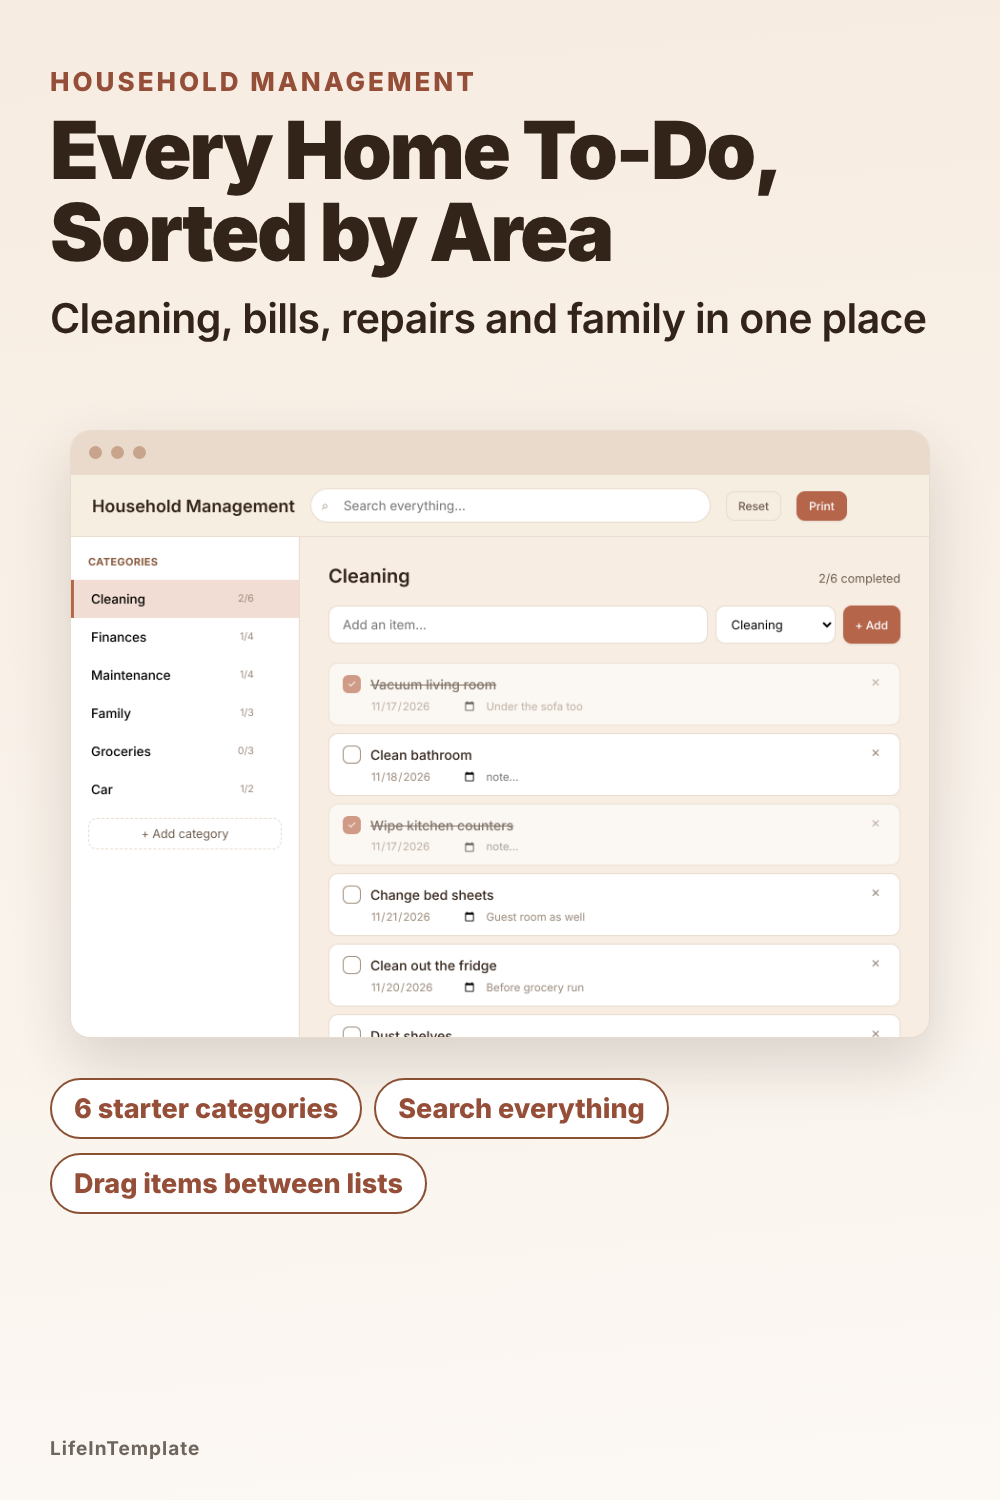 HOUSEHOLD MANAGEMENT
Every Home To-Do,
Sorted by Area
Cleaning, bills, repairs and family in one place
Household Management
Search everything...
Reset
Print
CATEGORIES
Cleaning 2/6
Finances 1/4
Maintenance 1/4
Family 1/3
Groceries 0/3
Car 1/2
+ Add category
Cleaning
2/6 completed
Add an item...
Cleaning
+ Add
Vacuum living room
11/17/2026 Under the sofa too
Clean bathroom
11/18/2026 note...
Wipe kitchen counters
11/17/2026 note...
Change bed sheets
11/21/2026 Guest room as well
Clean out the fridge
11/20/2026 Before grocery run
Dust shelves
6 starter categories
Search everything
Drag items between lists
LifeInTemplate